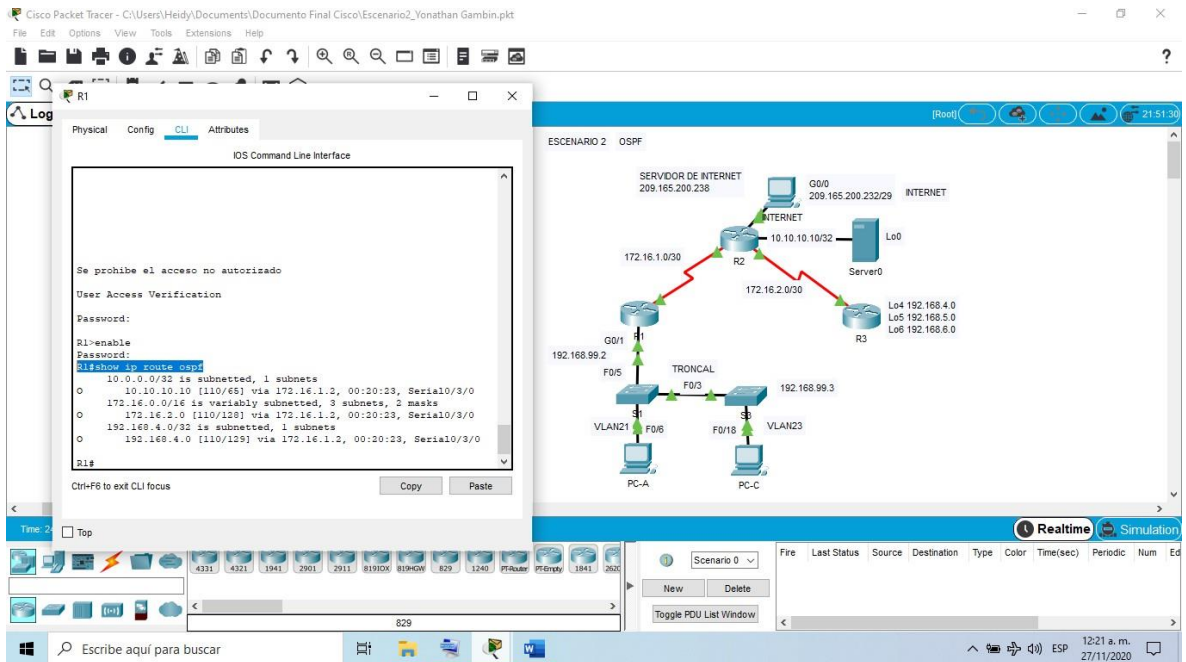 Cisco Packet Tracer - C:\Users\Heidy\Documents\Documento Final Cisco\Escenario2_Yonathan Gambin.pkt
File Edit Options View Tools Extensions Help
?
R1
Log
[Root]
21:51:30
Physical Config CLI Attributes
IOS Command Line Interface
Se prohibe el acceso no autorizado
User Access Verification
Password:
R1>enable
Password:
R1#show ip route ospf
10.0.0.0/32 is subnetted, 1 subnets
O 10.10.10.10 [110/65] via 172.16.1.2, 00:20:23, Serial0/3/0
172.16.0.0/16 is variably subnetted, 3 subnets, 2 masks
O 172.16.2.0 [110/128] via 172.16.1.2, 00:20:23, Serial0/3/0
192.168.4.0/32 is subnetted, 1 subnets
O 192.168.4.0 [110/129] via 172.16.1.2, 00:20:23, Serial0/3/0
R1#
Ctrl+F6 to exit CLI focus
Copy
Paste
Top
ESCENARIO 2 OSPF
SERVIDOR DE INTERNET
209.165.200.238
G0/0
209.165.200.232/29
INTERNET
INTERNET
10.10.10.10/32
Lo0
R2
Server0
172.16.1.0/30
172.16.2.0/30
Lo4 192.168.4.0
Lo5 192.168.5.0
Lo6 192.168.6.0
R3
R1
G0/1
192.168.99.2
F0/5
TRONCAL
F0/3
192.168.99.3
S1
S3
VLAN21
F0/6
F0/18
VLAN23
PC-A
PC-C
Time: 24
Realtime
Simulation
4331 4321 1941 2901 2911 819IOX 819HGW 829 1240 PT-Router PT-Empty 1841 2620
829
Scenario 0
New
Delete
Toggle PDU List Window
Fire Last Status Source Destination Type Color Time(sec) Periodic Num Ed
Escribe aquí para buscar
ESP
12:21 a. m.
27/11/2020